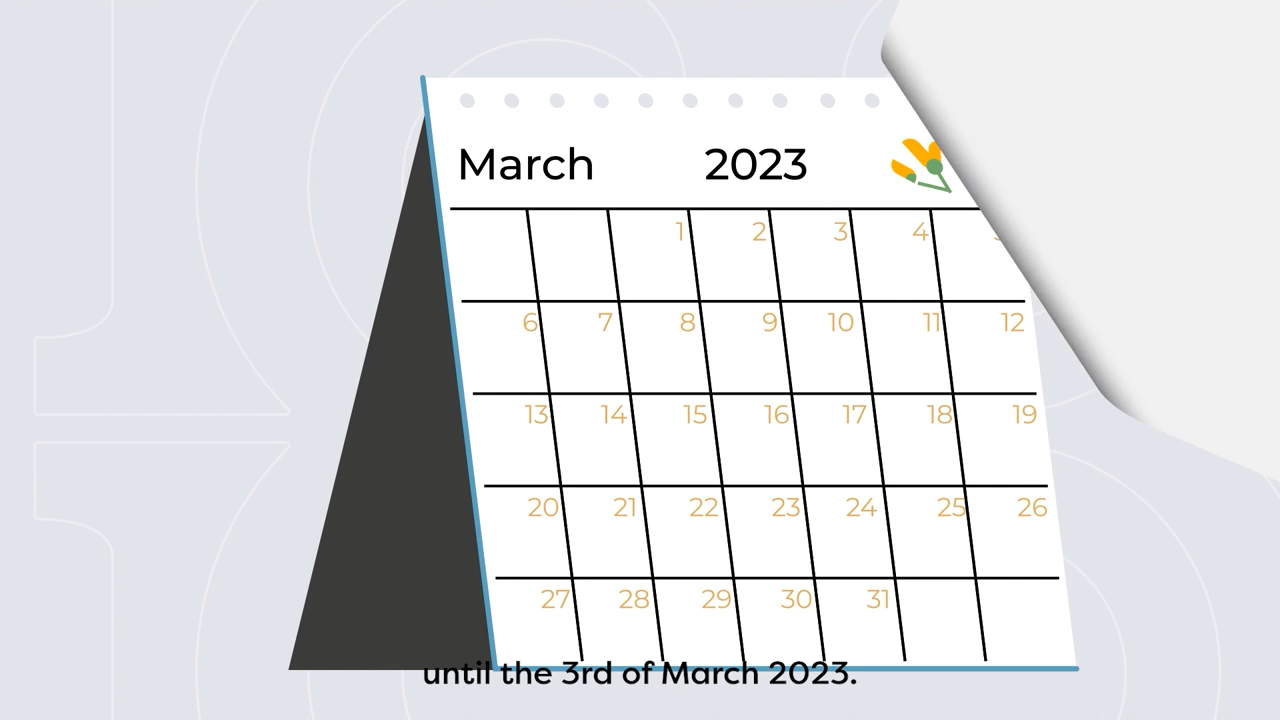 March 2023
1 2 3 4
6 7 8 9 10 11 12
13 14 15 16 17 18 19
20 21 22 23 24 25 26
27 28 29 30 31
until the 3rd of March 2023.